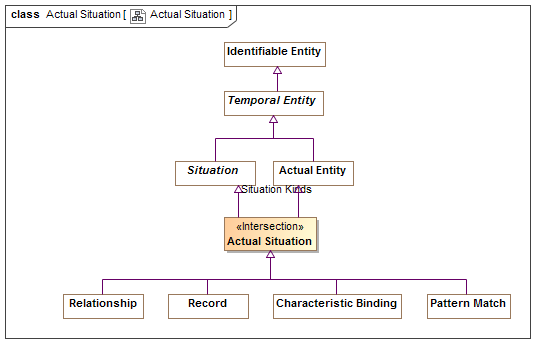 class Actual Situation [ Actual Situation ]
Identifiable Entity
Temporal Entity
Situation Actual Entity
Situation Kinds
«Intersection»
Actual Situation
Relationship Record Characteristic Binding Pattern Match